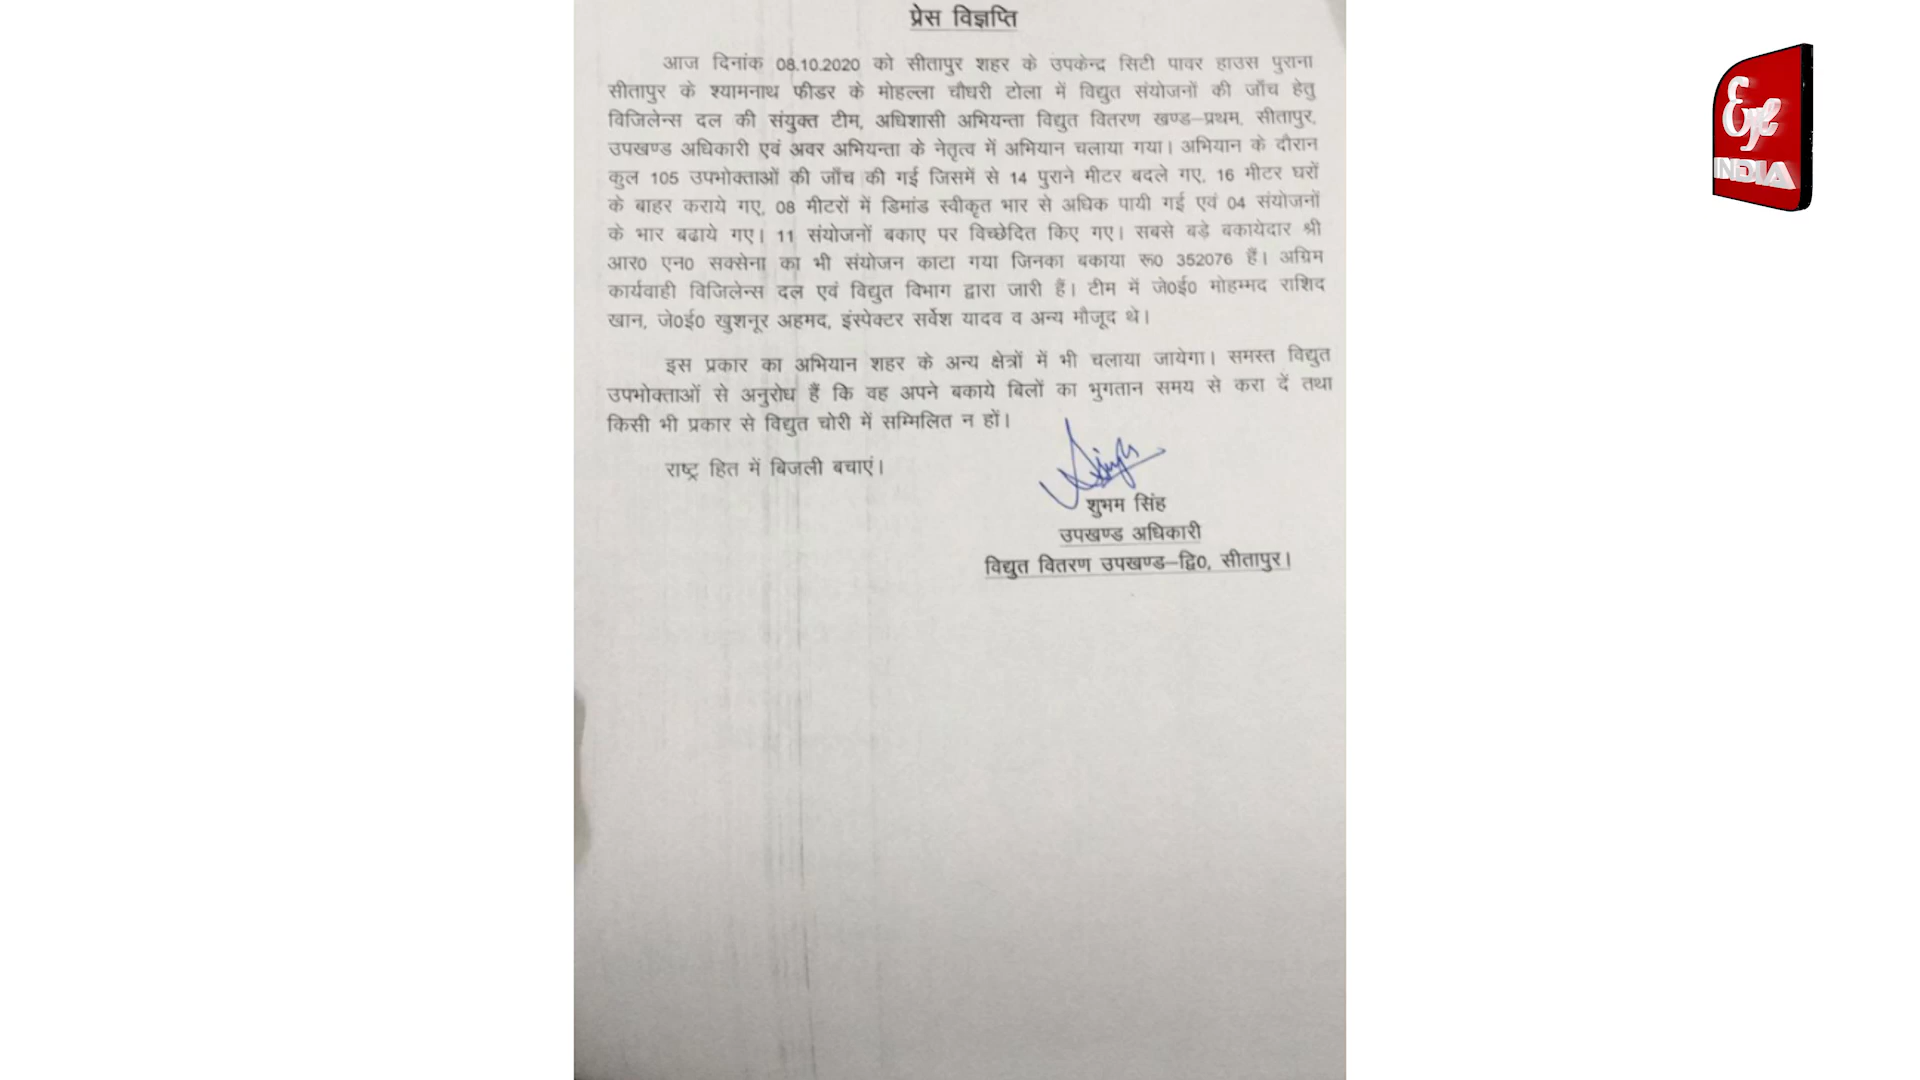 प्रेस विज्ञप्ति
आज दिनांक 08.10.2020 को सीतापुर शहर के उपकेन्द्र सिटी पावर हाउस पुराना
सीतापुर के श्यामनाथ फीडर के मोहल्ला चौधरी टोला में विद्युत संयोजनों की जाँच हेतु
विजिलेन्स दल की संयुक्त टीम, अधिशासी अभियन्ता विद्युत वितरण खण्ड–प्रथम, सीतापुर,
उपखण्ड अधिकारी एवं अवर अभियन्ता के नेतृत्व में अभियान चलाया गया। अभियान के दौरान
कुल 105 उपभोक्ताओं की जाँच की गई जिसमें से 14 पुराने मीटर बदले गए, 16 मीटर घरों
के बाहर कराये गए, 08 मीटरों में डिमांड स्वीकृत भार से अधिक पायी गई एवं 04 संयोजनों
के भार बढाये गए। 11 संयोजनों बकाए पर विच्छेदित किए गए। सबसे बड़े बकायेदार श्री
आर0 एन0 सक्सेना का भी संयोजन काटा गया जिनका बकाया रू0 352076 हैं। अग्रिम
कार्यवाही विजिलेन्स दल एवं विद्युत विभाग द्वारा जारी हैं। टीम में जे0ई0 मोहम्मद राशिद
खान, जे0ई0 खुशनूर अहमद, इंस्पेक्टर सर्वेश यादव व अन्य मौजूद थे।
इस प्रकार का अभियान शहर के अन्य क्षेत्रों में भी चलाया जायेगा। समस्त विद्युत
उपभोक्ताओं से अनुरोध हैं कि वह अपने बकाये बिलों का भुगतान समय से करा दें तथा
किसी भी प्रकार से विद्युत चोरी में सम्मिलित न हों।
राष्ट्र हित में बिजली बचाएं।
शुभम सिंह
उपखण्ड अधिकारी
विद्युत वितरण उपखण्ड–द्वि0, सीतापुर।
Eye
INDIA